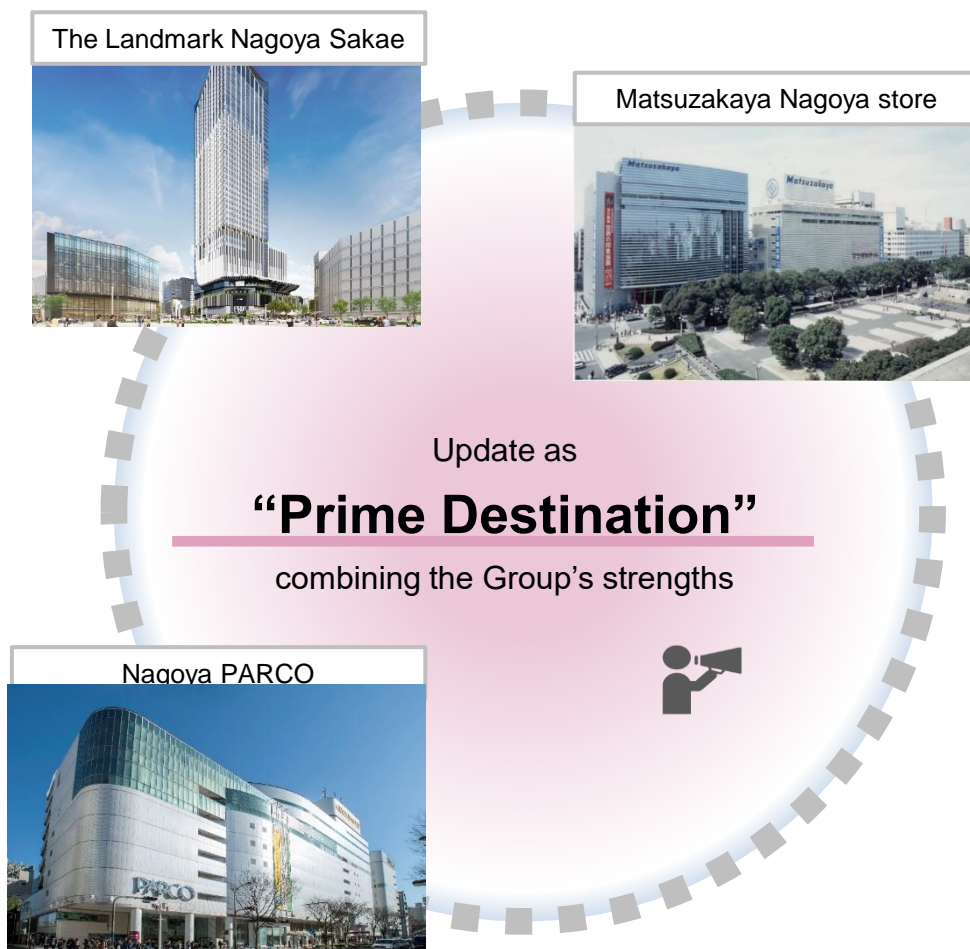 The Landmark Nagoya Sakae
Matsuzakaya Nagoya store
Matsuzakaya
Matsuzakaya
Update as
“Prime Destination”
combining the Group’s strengths
Nagoya PARCO
PARCO